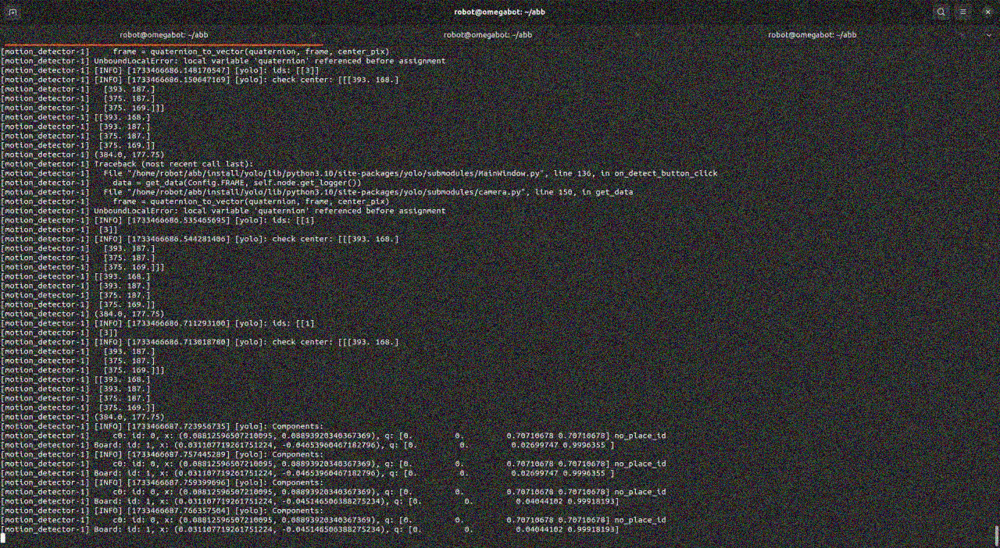 robot@omegabot: ~/abb
robot@omegabot: ~/abb
robot@omegabot: ~/abb
robot@omegabot: ~/abb
[motion_detector-1]     frame = quaternion_to_vector(quaternion, frame, center_pix)
[motion_detector-1] UnboundLocalError: local variable 'quaternion' referenced before assignment
[motion_detector-1] [INFO] [1733466686.148170547] [yolo]: ids: [[3]]
[motion_detector-1] [INFO] [1733466686.150647169] [yolo]: check center: [[[393. 168.]
[motion_detector-1]   [393. 187.]
[motion_detector-1]   [375. 187.]
[motion_detector-1]   [375. 169.]]]
[motion_detector-1] [[393. 168.]
[motion_detector-1]  [393. 187.]
[motion_detector-1]  [375. 187.]
[motion_detector-1]  [375. 169.]]
[motion_detector-1] (384.0, 177.75)
[motion_detector-1] Traceback (most recent call last):
[motion_detector-1]   File "/home/robot/abb/install/yolo/lib/python3.10/site-packages/yolo/submodules/MainWindow.py", line 136, in on_detect_button_click
[motion_detector-1]     data = get_data(Config.FRAME, self.node.get_logger())
[motion_detector-1]   File "/home/robot/abb/install/yolo/lib/python3.10/site-packages/yolo/submodules/camera.py", line 150, in get_data
[motion_detector-1]     frame = quaternion_to_vector(quaternion, frame, center_pix)
[motion_detector-1] UnboundLocalError: local variable 'quaternion' referenced before assignment
[motion_detector-1] [INFO] [1733466686.535465695] [yolo]: ids: [[1]
[motion_detector-1]  [3]]
[motion_detector-1] [INFO] [1733466686.544281406] [yolo]: check center: [[[393. 168.]
[motion_detector-1]   [393. 187.]
[motion_detector-1]   [375. 187.]
[motion_detector-1]   [375. 169.]]]
[motion_detector-1] [[393. 168.]
[motion_detector-1]  [393. 187.]
[motion_detector-1]  [375. 187.]
[motion_detector-1]  [375. 169.]]
[motion_detector-1] (384.0, 177.75)
[motion_detector-1] [INFO] [1733466686.711293100] [yolo]: ids: [[1]
[motion_detector-1]  [3]]
[motion_detector-1] [INFO] [1733466686.713018780] [yolo]: check center: [[[393. 168.]
[motion_detector-1]   [393. 187.]
[motion_detector-1]   [375. 187.]
[motion_detector-1]   [375. 169.]]]
[motion_detector-1] [[393. 168.]
[motion_detector-1]  [393. 187.]
[motion_detector-1]  [375. 187.]
[motion_detector-1]  [375. 169.]]
[motion_detector-1] (384.0, 177.75)
[motion_detector-1] [INFO] [1733466687.723956735] [yolo]: Components:
[motion_detector-1]     c0: id: 0, x: (0.08812596507210095, 0.08893920340367369), q: [0.         0.         0.70710678 0.70710678] no_place_id
[motion_detector-1] Board: id: 1, x: (0.031107719261751224, -0.04653960467182796), q: [0.         0.         0.02699747 0.9996355 ]
[motion_detector-1] [INFO] [1733466687.757445289] [yolo]: Components:
[motion_detector-1]     c0: id: 0, x: (0.08812596507210095, 0.08893920340367369), q: [0.         0.         0.70710678 0.70710678] no_place_id
[motion_detector-1] Board: id: 1, x: (0.031107719261751224, -0.04653960467182796), q: [0.         0.         0.02699747 0.9996355 ]
[motion_detector-1] [INFO] [1733466687.759399696] [yolo]: Components:
[motion_detector-1]     c0: id: 0, x: (0.08812596507210095, 0.08893920340367369), q: [0.         0.         0.70710678 0.70710678] no_place_id
[motion_detector-1] Board: id: 1, x: (0.031107719261751224, -0.045146506388275234), q: [0.         0.         0.04044102 0.99918193]
[motion_detector-1] [INFO] [1733466687.766357504] [yolo]: Components:
[motion_detector-1]     c0: id: 0, x: (0.08812596507210095, 0.08893920340367369), q: [0.         0.         0.70710678 0.70710678] no_place_id
[motion_detector-1] Board: id: 1, x: (0.031107719261751224, -0.045146506388275234), q: [0.         0.         0.04044102 0.99918193]